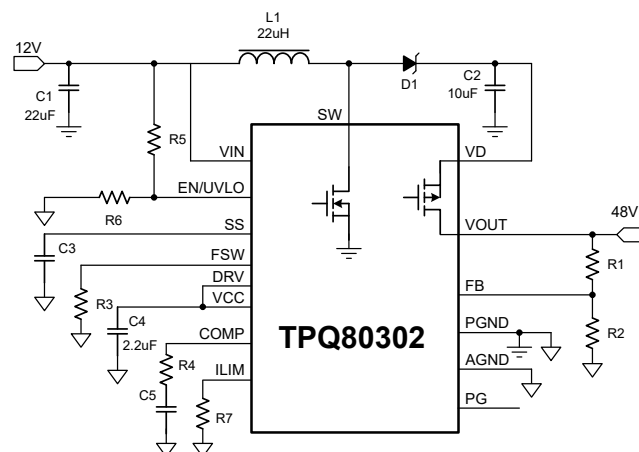 L1
22uH
12V
C1
22uF
D1
C2
10uF
SW
R5
VIN
VD
EN/UVLO
R6
48V
SS
VOUT
C3
FSW
R1
DRV
R3
VCC
FB
C4
2.2uF
COMP
TPQ80302
PGND
R2
R4
ILIM
AGND
C5
R7
PG